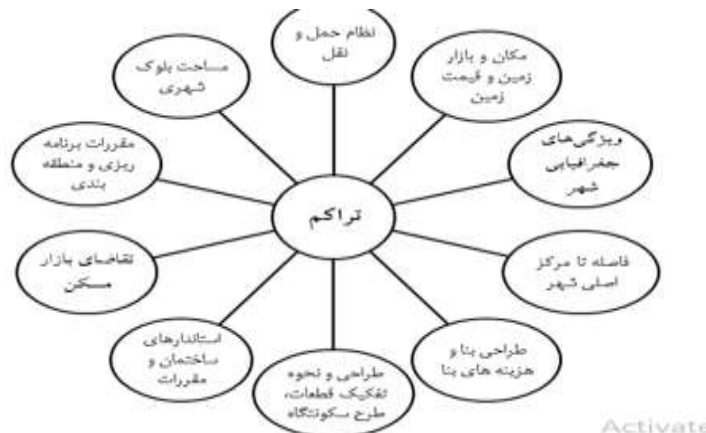 نظام حمل و
نقل
مکان و بازار
زمین و قیمت
زمین
ویژگی‌های
جغرافیایی
شهر
فاصله تا مرکز
اصلی شهر
طراحی بنا و
هزینه های بنا
طراحی و نحوه
تفکیک قطعات،
طرح سکونتگاه
استاندارهای
ساختمان و
مقررات
تقاضای بازار
مسکن
مقررات برنامه
ریزی و منطقه
بندی
مساحت بلوک
شهری
تراکم
Activate